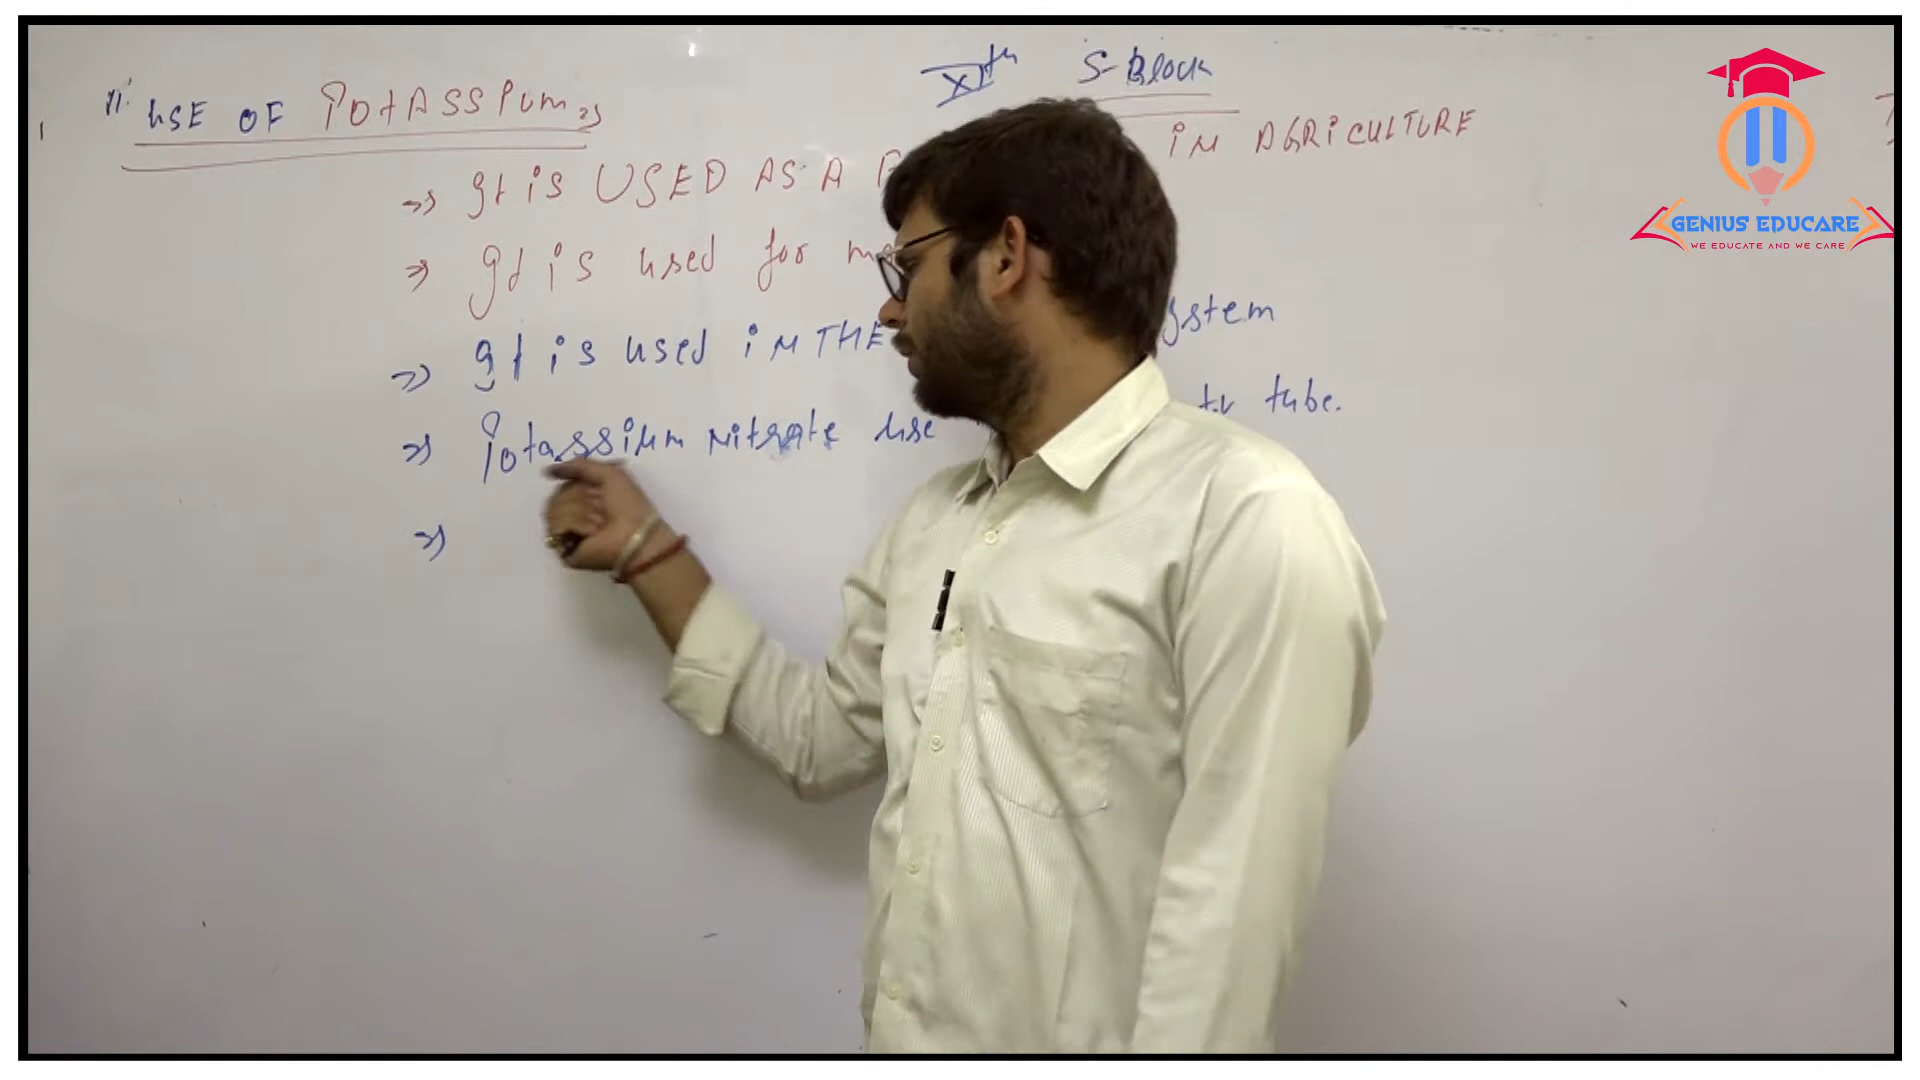 XIth S-Block
USE OF POTASSIUM
It is USED AS A F IN AGRICULTURE
It is used for
It is used in THE System
Potassium nitrate use tv tube.
GENIUS EDUCARE
WE EDUCATE AND WE CARE